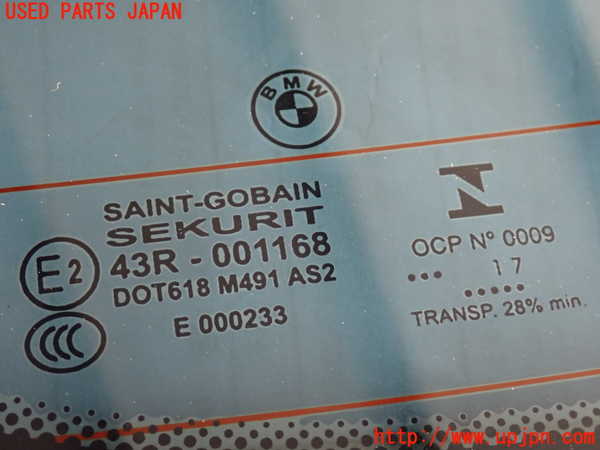 USED PARTS JAPAN
BMW
SAINT-GOBAIN
SEKURIT
E2
43R - 001168
DOT618 M491 AS2
E 000233
CCC
OCP Nº 0009
••• 17
•••••
TRANSP. 28% min.
http://www.upjpn.com